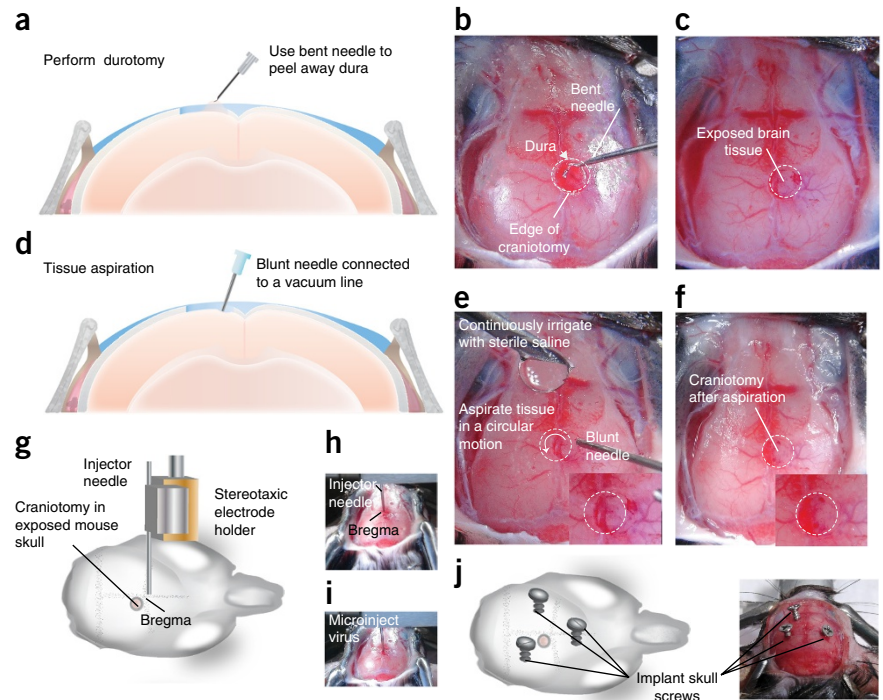 a
Perform durotomy
Use bent needle to
peel away dura
b
Bent
needle
Dura
Edge of
craniotomy
c
Exposed brain
tissue
d
Tissue aspiration
Blunt needle connected
to a vacuum line
e
Continuously irrigate
with sterile saline
Aspirate tissue
in a circular
motion
Blunt
needle
f
Craniotomy
after aspiration
g
Injector
needle
Craniotomy in
exposed mouse
skull
Stereotaxic
electrode
holder
Bregma
h
Injector
needle
Bregma
i
Microinject
virus
j
Implant skull
screws